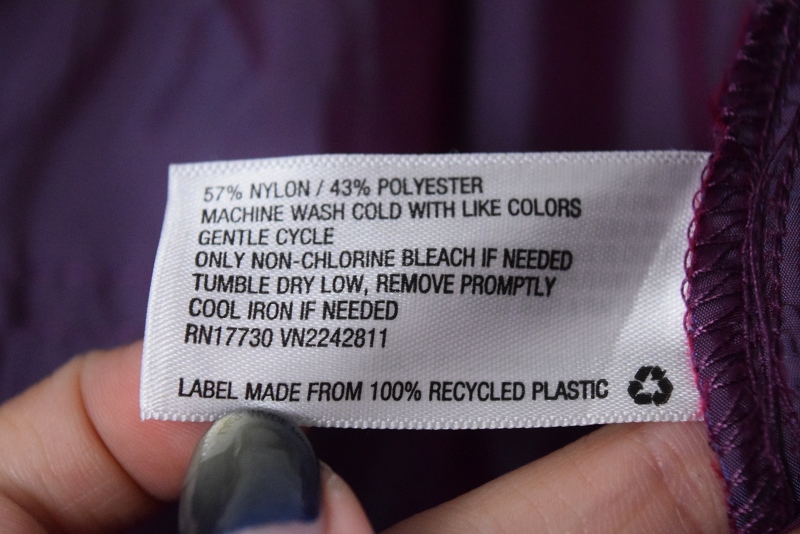 57% NYLON / 43% POLYESTER
MACHINE WASH COLD WITH LIKE COLORS
GENTLE CYCLE
ONLY NON-CHLORINE BLEACH IF NEEDED
TUMBLE DRY LOW, REMOVE PROMPTLY
COOL IRON IF NEEDED
RN17730 VN2242811
LABEL MADE FROM 100% RECYCLED PLASTIC